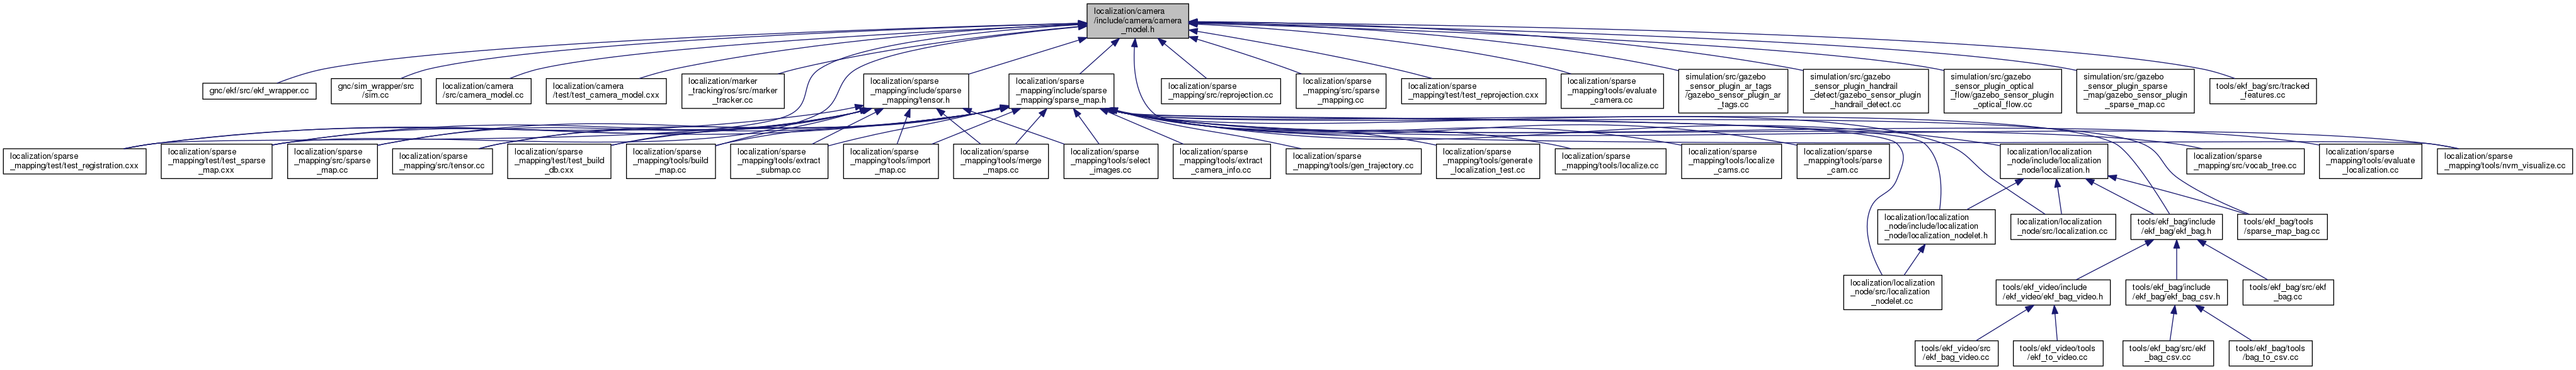 localization/camera
/include/camera/camera
_model.h
gnc/ekf/src/ekf_wrapper.cc
gnc/sim_wrapper/src
/sim.cc
localization/camera
/src/camera_model.cc
localization/camera
/test/test_camera_model.cxx
localization/marker
_tracking/ros/src/marker
_tracker.cc
localization/sparse
_mapping/include/sparse
_mapping/tensor.h
localization/sparse
_mapping/include/sparse
_mapping/sparse_map.h
localization/sparse
_mapping/src/reprojection.cc
localization/sparse
_mapping/src/sparse
_mapping.cc
localization/sparse
_mapping/test/test_reprojection.cxx
localization/sparse
_mapping/tools/evaluate
_camera.cc
simulation/src/gazebo
_sensor_plugin_ar_tags
/gazebo_sensor_plugin_ar
_tags.cc
simulation/src/gazebo
_sensor_plugin_handrail
_detect/gazebo_sensor_plugin
_handrail_detect.cc
simulation/src/gazebo
_sensor_plugin_optical
_flow/gazebo_sensor_plugin
_optical_flow.cc
simulation/src/gazebo
_sensor_plugin_sparse
_map/gazebo_sensor_plugin
_sparse_map.cc
tools/ekf_bag/src/tracked
_features.cc
localization/sparse
_mapping/test/test_registration.cxx
localization/sparse
_mapping/test/test_sparse
_map.cxx
localization/sparse
_mapping/src/sparse
_map.cc
localization/sparse
_mapping/src/tensor.cc
localization/sparse
_mapping/test/test_build
_db.cxx
localization/sparse
_mapping/tools/build
_map.cc
localization/sparse
_mapping/tools/extract
_submap.cc
localization/sparse
_mapping/tools/import
_map.cc
localization/sparse
_mapping/tools/merge
_maps.cc
localization/sparse
_mapping/tools/select
_images.cc
localization/sparse
_mapping/tools/extract
_camera_info.cc
localization/sparse
_mapping/tools/gen_trajectory.cc
localization/sparse
_mapping/tools/generate
_localization_test.cc
localization/sparse
_mapping/tools/localize.cc
localization/sparse
_mapping/tools/localize
_cams.cc
localization/sparse
_mapping/tools/parse
_cam.cc
localization/localization
_node/include/localization
_node/localization.h
localization/sparse
_mapping/src/vocab_tree.cc
localization/sparse
_mapping/tools/evaluate
_localization.cc
localization/sparse
_mapping/tools/nvm_visualize.cc
localization/localization
_node/include/localization
_node/localization_nodelet.h
localization/localization
_node/src/localization.cc
tools/ekf_bag/include
/ekf_bag/ekf_bag.h
tools/ekf_bag/tools
/sparse_map_bag.cc
localization/localization
_node/src/localization
_nodelet.cc
tools/ekf_video/include
/ekf_video/ekf_bag_video.h
tools/ekf_bag/include
/ekf_bag/ekf_bag_csv.h
tools/ekf_bag/src/ekf
_bag.cc
tools/ekf_video/src
/ekf_bag_video.cc
tools/ekf_video/tools
/ekf_to_video.cc
tools/ekf_bag/src/ekf
_bag_csv.cc
tools/ekf_bag/tools
/bag_to_csv.cc